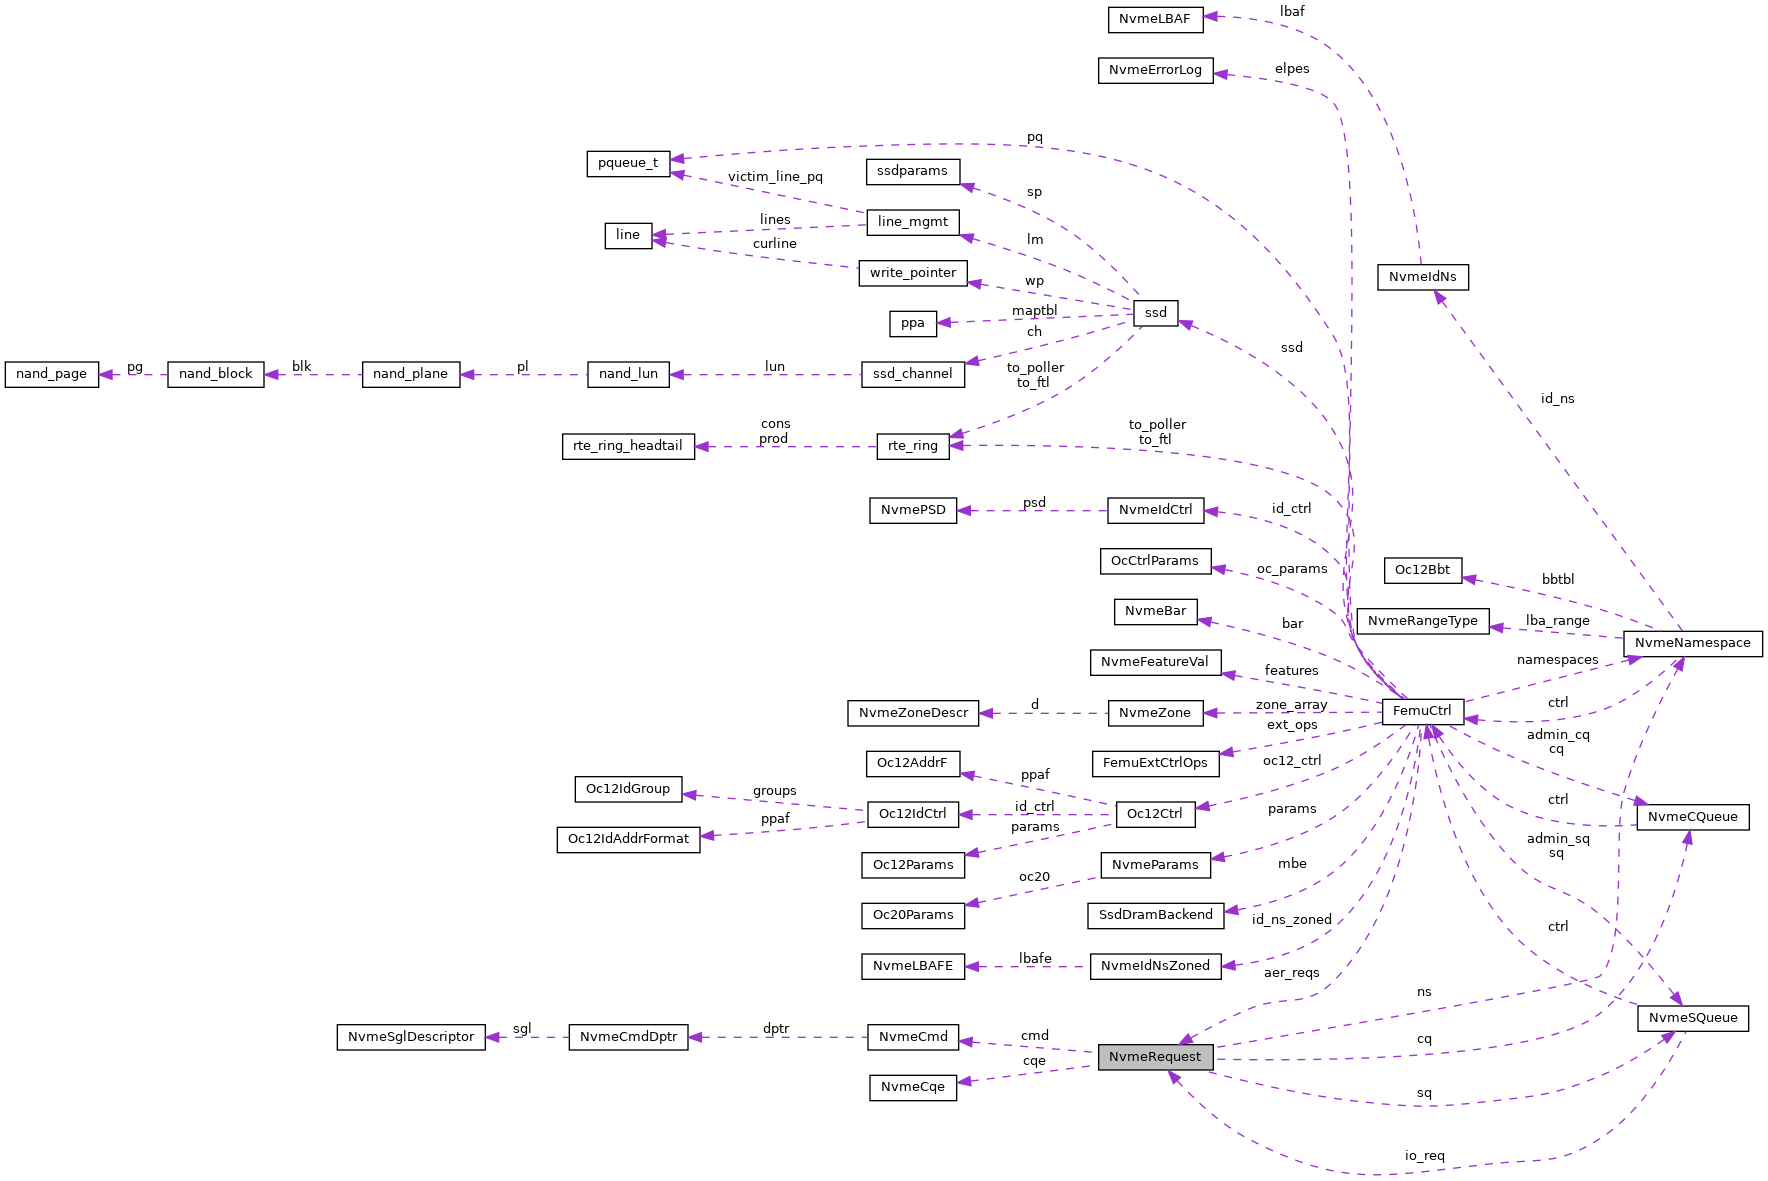 lbaf
NvmeLBAF
elpes
NvmeErrorLog
pq
pqueue_t
ssdparams
victim_line_pq
sp
lines
line_mgmt
line
curline
lm
write_pointer
wp
NvmeIdNs
maptbl
ssd
ppa
ch
ssd
nand_page
pg
nand_block
blk
nand_plane
pl
nand_lun
lun
ssd_channel
to_poller
to_ftl
id_ns
cons
prod
rte_ring_headtail
rte_ring
to_poller
to_ftl
NvmePSD
psd
NvmeIdCtrl
id_ctrl
OcCtrlParams
oc_params
Oc12Bbt
bbtbl
NvmeBar
bar
NvmeRangeType
lba_range
NvmeNamespace
NvmeFeatureVal
features
namespaces
NvmeZoneDescr
d
NvmeZone
zone_array
FemuCtrl
ctrl
ext_ops
admin_cq
cq
Oc12AddrF
FemuExtCtrlOps
oc12_ctrl
ppaf
Oc12IdGroup
groups
ctrl
Oc12IdCtrl
id_ctrl
Oc12Ctrl
params
NvmeCQueue
ppaf
params
Oc12IdAddrFormat
admin_sq
sq
Oc12Params
NvmeParams
mbe
oc20
Oc20Params
SsdDramBackend
id_ns_zoned
ctrl
NvmeLBAFE
lbafe
NvmeIdNsZoned
aer_reqs
ns
NvmeSQueue
NvmeSglDescriptor
sgl
NvmeCmdDptr
dptr
NvmeCmd
cmd
cq
NvmeRequest
cqe
NvmeCqe
sq
io_req